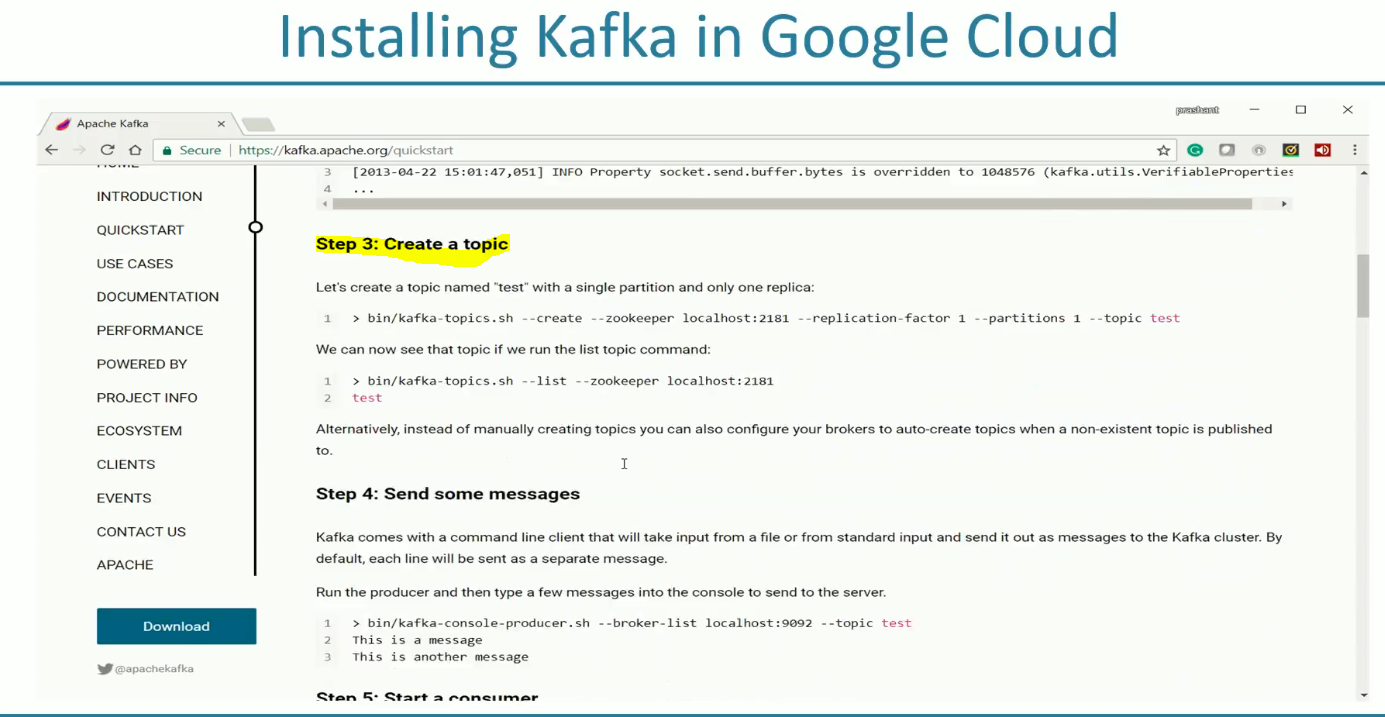 Installing Kafka in Google Cloud
prashant
Apache Kafka
Secure | https://kafka.apache.org/quickstart
HOME
INTRODUCTION
QUICKSTART
USE CASES
DOCUMENTATION
PERFORMANCE
POWERED BY
PROJECT INFO
ECOSYSTEM
CLIENTS
EVENTS
CONTACT US
APACHE
Download
@apachekafka
3 [2013-04-22 15:01:47,051] INFO Property socket.send.buffer.bytes is overridden to 1048576 (kafka.utils.VerifiableProperties
4 ...
Step 3: Create a topic
Let's create a topic named "test" with a single partition and only one replica:
1 > bin/kafka-topics.sh --create --zookeeper localhost:2181 --replication-factor 1 --partitions 1 --topic test
We can now see that topic if we run the list topic command:
1 > bin/kafka-topics.sh --list --zookeeper localhost:2181
2 test
Alternatively, instead of manually creating topics you can also configure your brokers to auto-create topics when a non-existent topic is published
to.
Step 4: Send some messages
Kafka comes with a command line client that will take input from a file or from standard input and send it out as messages to the Kafka cluster. By
default, each line will be sent as a separate message.
Run the producer and then type a few messages into the console to send to the server.
1 > bin/kafka-console-producer.sh --broker-list localhost:9092 --topic test
2 This is a message
3 This is another message
Step 5: Start a consumer